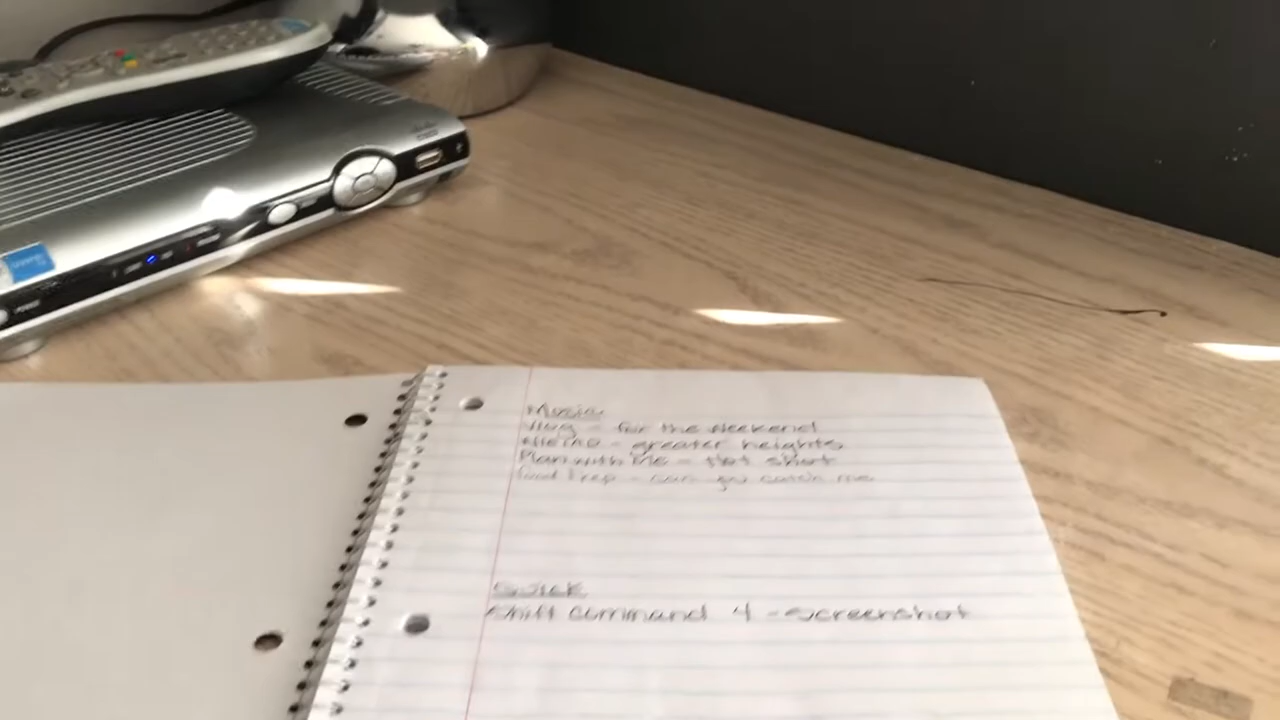 Music
Vlog - for the weekend
- greater heights
Plan with Me - Hot shot
Food Prep - can you catch me
Quick
Shift command 4 - Screenshot